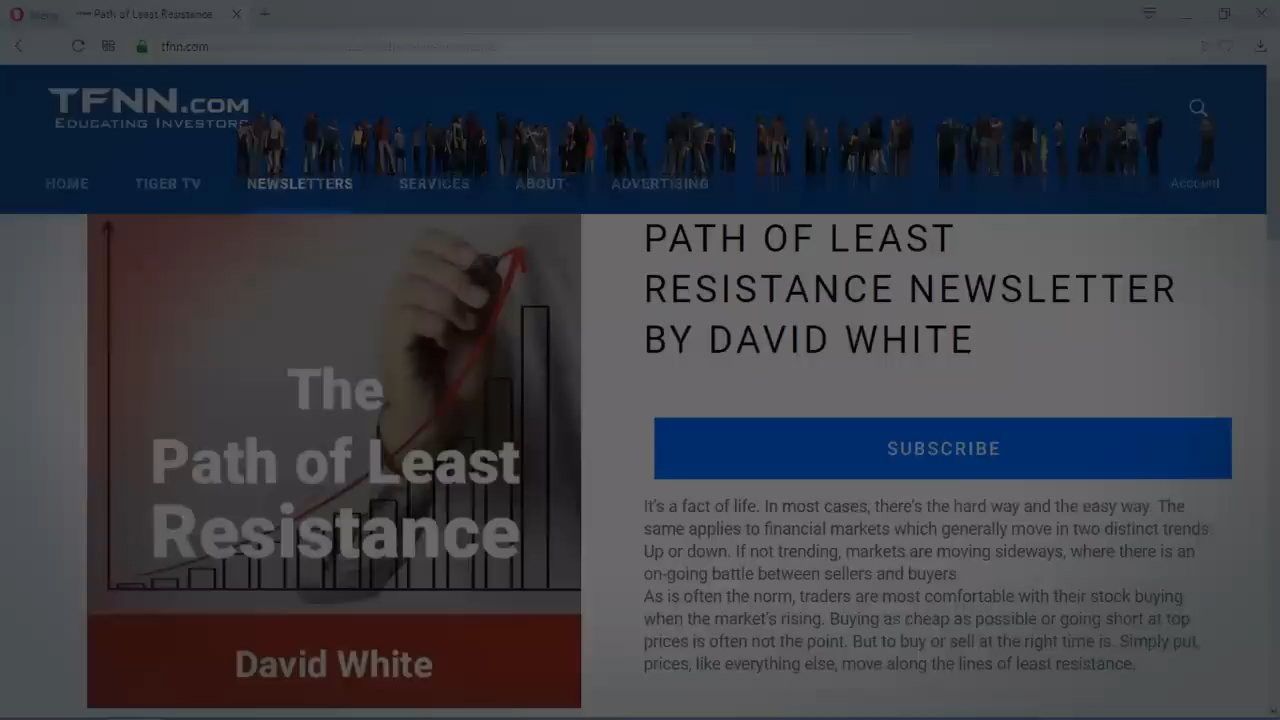 Menu
Path of Least Resistance
tfnn.com
TFNN.COM
EDUCATING INVESTORS
HOME
TIGER TV
NEWSLETTERS
SERVICES
ABOUT
ADVERTISING
Account
The
Path of Least
Resistance
David White
PATH OF LEAST
RESISTANCE NEWSLETTER
BY DAVID WHITE
SUBSCRIBE
It's a fact of life. In most cases, there's the hard way and the easy way. The
same applies to financial markets which generally move in two distinct trends
Up or down. If not trending, markets are moving sideways, where there is an
on-going battle between sellers and buyers
As is often the norm, traders are most comfortable with their stock buying
when the market's rising. Buying as cheap as possible or going short at top
prices is often not the point. But to buy or sell at the right time is. Simply put,
prices, like everything else, move along the lines of least resistance.